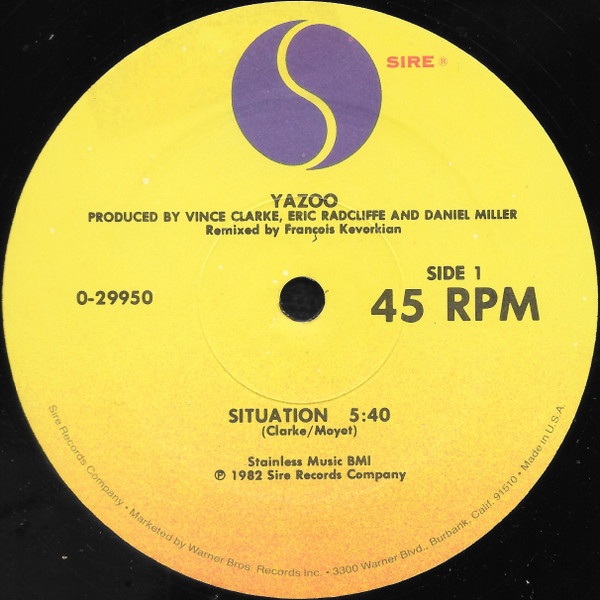 SIRE ®
YAZOO
PRODUCED BY VINCE CLARKE, ERIC RADCLIFFE AND DANIEL MILLER
Remixed by François Kevorkian
0-29950
SIDE 1
45 RPM
SITUATION 5:40
(Clarke/Moyet)
Stainless Music BMI
℗ 1982 Sire Records Company
Sire Records Company • Marketed by Warner Bros. Records Inc. • 3300 Warner Blvd., Burbank, Calif. 91510 • Made in U.S.A.